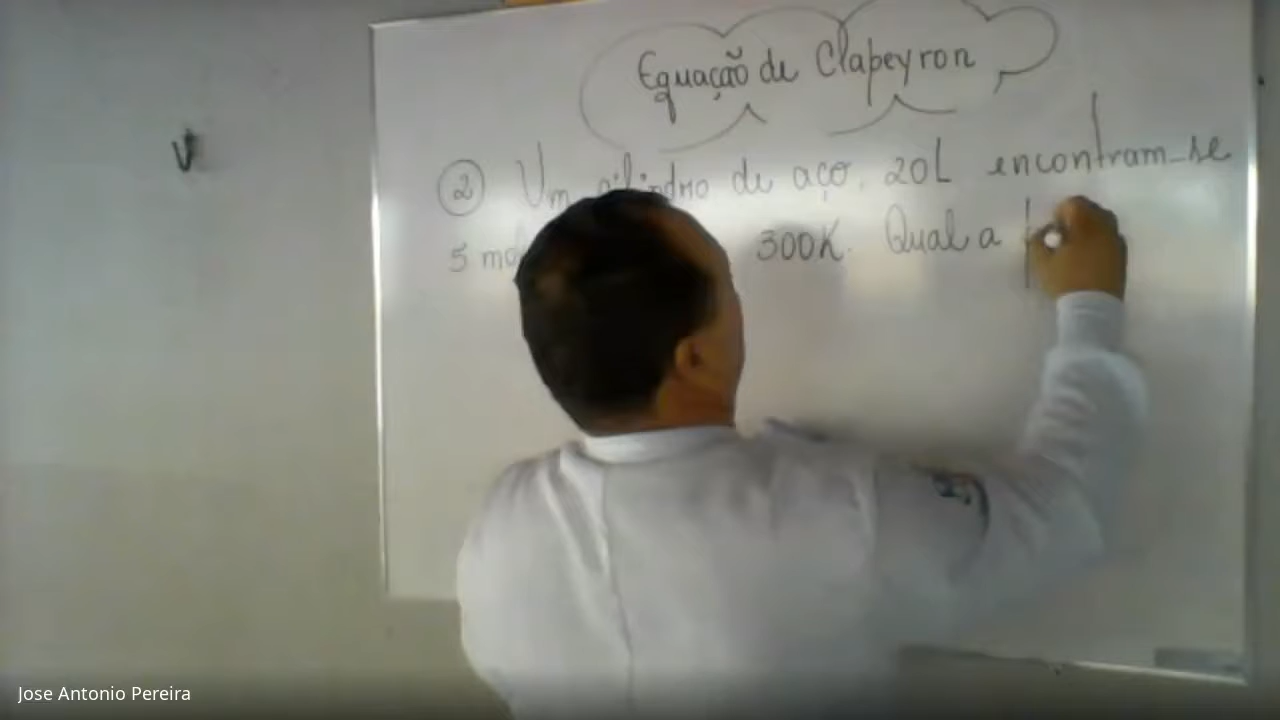 Equação de Clapeyron
② Um cilindro de aço, 20L encontram-se
5 300K. Qual a
Jose Antonio Pereira